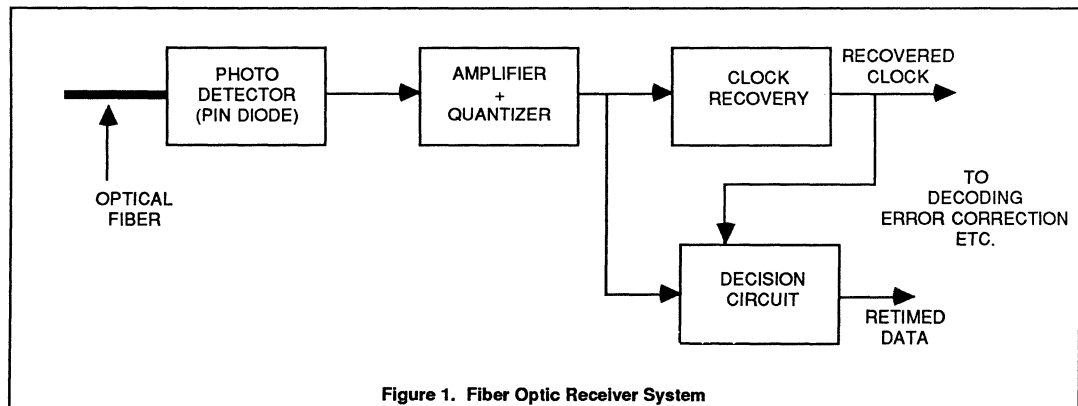 PHOTO
DETECTOR
(PIN DIODE)
AMPLIFIER
+
QUANTIZER
CLOCK
RECOVERY
RECOVERED
CLOCK
OPTICAL
FIBER
TO
DECODING
ERROR CORRECTION
ETC.
DECISION
CIRCUIT
RETIMED
DATA
Figure 1. Fiber Optic Receiver System